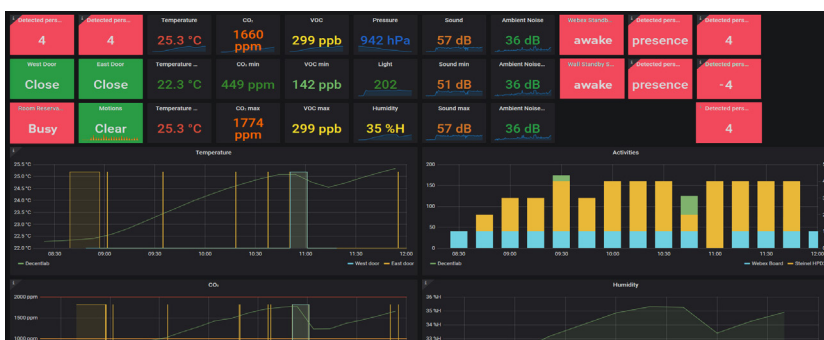 Detected pers...
Detected pers...
Temperature
CO₂
VOC
Pressure
Sound
Ambient Noise
Webex Standb...
Detected pers...
Detected pers...
4
4
25.3 °C
1660
ppm
299 ppb
942 hPa
57 dB
36 dB
awake
presence
4
West Door
East Door
Temperature ...
CO₂ min
VOC min
Light
Sound min
Ambient Noise...
Wall Standby S...
Detected pers...
Detected pers...
Close
Close
22.3 °C
449 ppm
142 ppb
202
51 dB
36 dB
awake
presence
-4
Room Reserva...
Motions
Temperature ...
CO₂ max
VOC max
Humidity
Sound max
Ambient Noise...
Detected pers...
Busy
Clear
25.3 °C
1774
ppm
299 ppb
35 %H
57 dB
36 dB
4
Temperature
25.5 °C
25.0 °C
24.5 °C
24.0 °C
23.5 °C
23.0 °C
22.5 °C
22.0 °C
08:30
09:00
09:30
10:00
10:30
11:00
11:30
12:00
Decentlab
West door
East door
Activities
200
150
100
50
0
08:30
09:00
09:30
10:00
10:30
11:00
11:30
12:00
Decentlab
Webex Board
Steinel HPD
CO₂
2000 ppm
1500 ppm
1000 ppm
Humidity
36 %H
35 %H
34 %H
33 %H